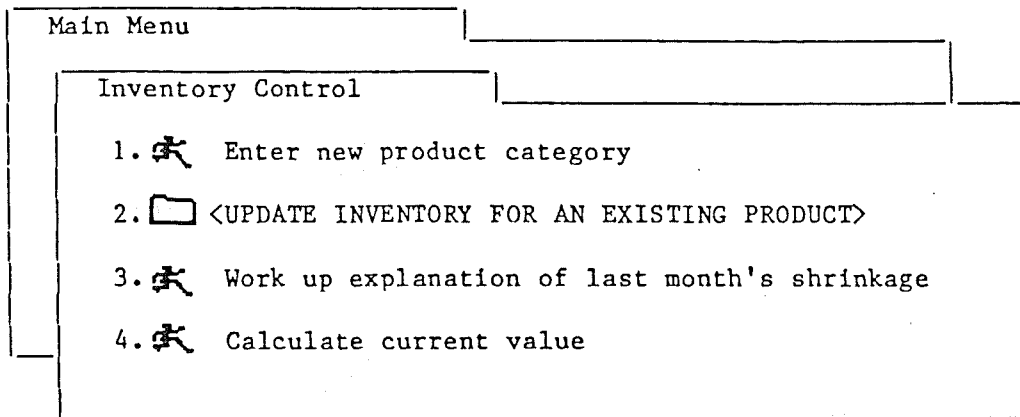 Main Menu
Inventory Control
1. Enter new product category
2. <UPDATE INVENTORY FOR AN EXISTING PRODUCT>
3. Work up explanation of last month's shrinkage
4. Calculate current value